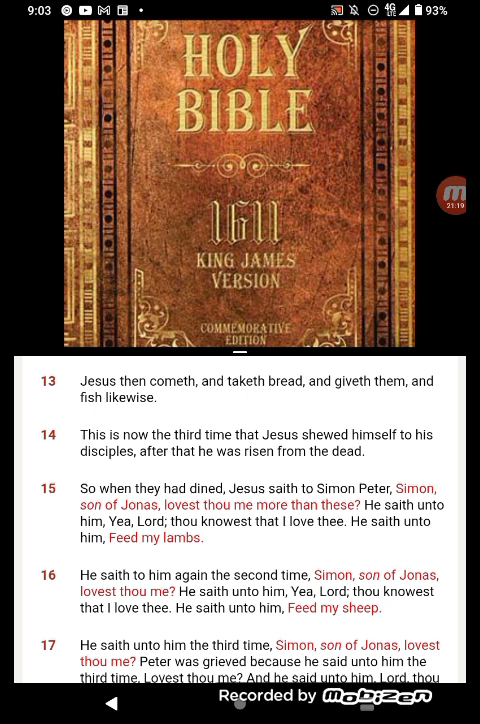 9:03
4G
LTE
93%
HOLY
BIBLE
1611
KING JAMES
VERSION
COMMEMORATIVE
EDITION
m
21:19
13 Jesus then cometh, and taketh bread, and giveth them, and
fish likewise.
14 This is now the third time that Jesus shewed himself to his
disciples, after that he was risen from the dead.
15 So when they had dined, Jesus saith to Simon Peter, Simon,
son of Jonas, lovest thou me more than these? He saith unto
him, Yea, Lord; thou knowest that I love thee. He saith unto
him, Feed my lambs.
16 He saith to him again the second time, Simon, son of Jonas,
lovest thou me? He saith unto him, Yea, Lord; thou knowest
that I love thee. He saith unto him, Feed my sheep.
17 He saith unto him the third time, Simon, son of Jonas, lovest
thou me? Peter was grieved because he said unto him the
third time, Lovest thou me? And he said unto him, Lord, thou
Recorded by Mobizen